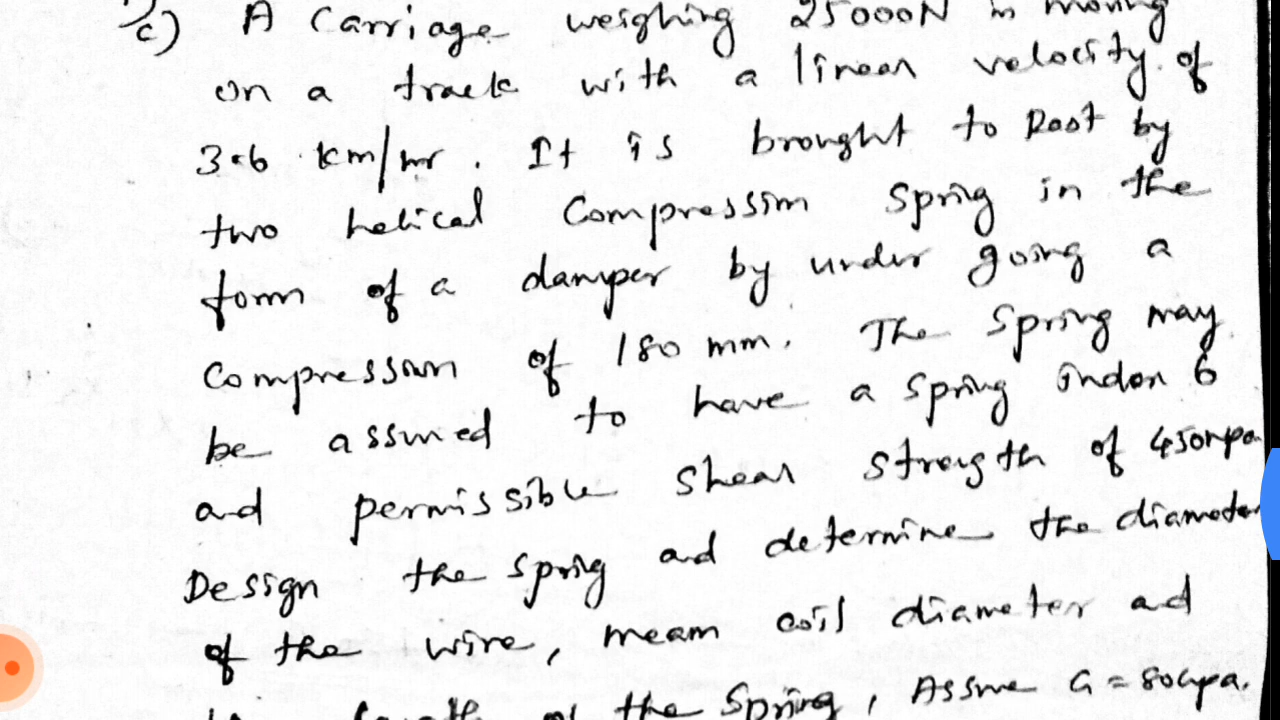 c) A Carriage weighing 25000N is moving
on a track with a linear velocity of
3.6 km/hr. It is brought to Rest by
two helical Compression Spring in the
form of a damper by under going a
Compression of 180 mm. The Spring may
be assumed to have a spring index 6
and permissible shear strength of 450mpa
Design the spring and determine the diameter
of the wire, mean coil diameter and
length of the Spring, Assume G = 80Gpa.